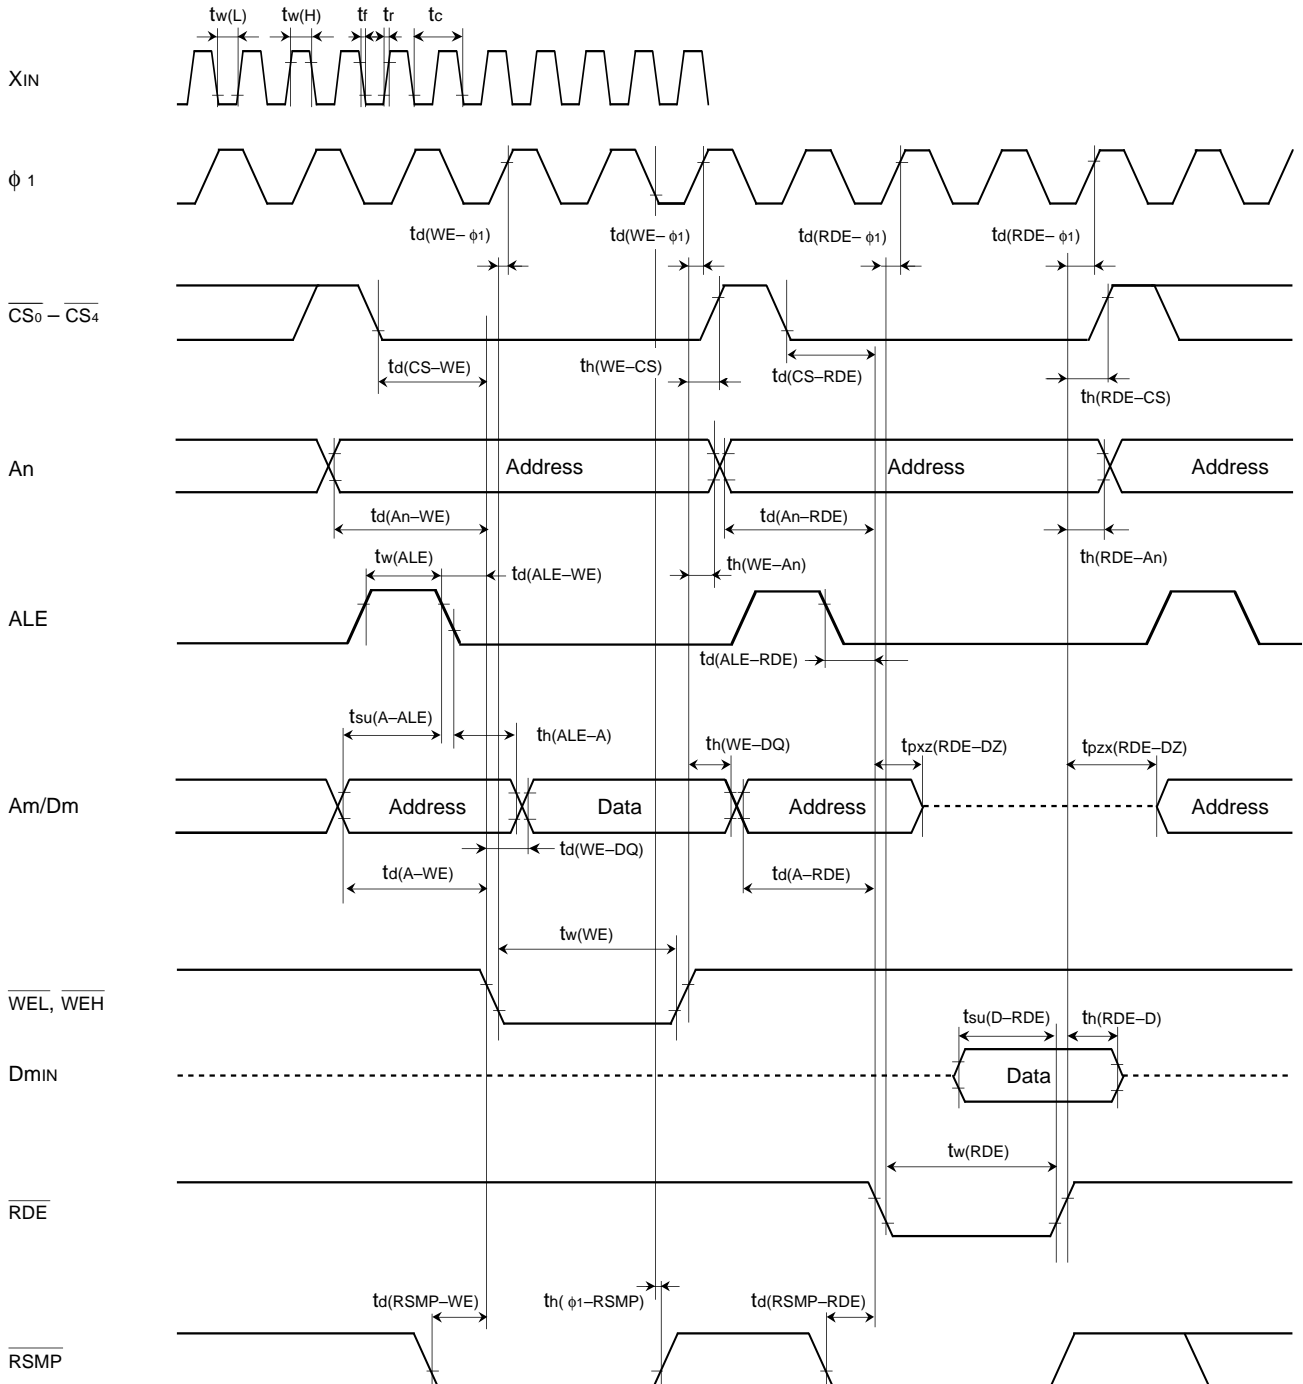 tw(L) tw(H) tf tr tc
XIN
ϕ 1
td(WE– ϕ1) td(WE– ϕ1) td(RDE– ϕ1) td(RDE– ϕ1)
CS0 – CS4
td(CS–WE) th(WE–CS) td(CS–RDE) th(RDE–CS)
An Address Address Address
td(An–WE) td(An–RDE)
tw(ALE) td(ALE–WE) th(WE–An) th(RDE–An)
ALE
td(ALE–RDE)
tsu(A–ALE) th(ALE–A) th(WE–DQ) tpxz(RDE–DZ) tpzx(RDE–DZ)
Am/Dm Address Data Address Address
td(WE–DQ)
td(A–WE) td(A–RDE)
tw(WE)
WEL, WEH
tsu(D–RDE) th(RDE–D)
DmIN Data
tw(RDE)
RDE
td(RSMP–WE) th( ϕ1–RSMP) td(RSMP–RDE)
RSMP